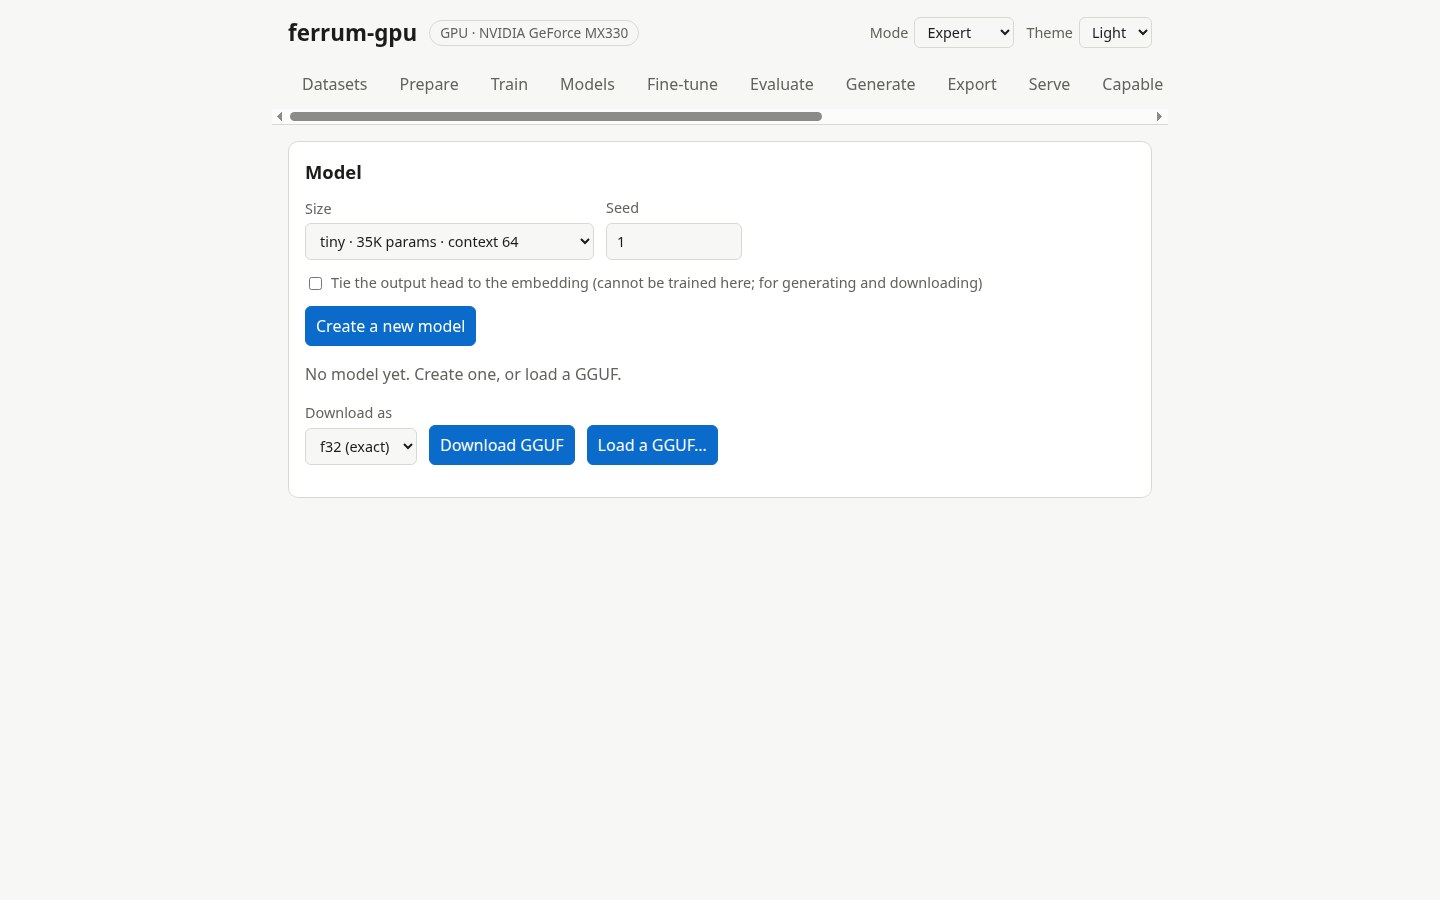 ferrum-gpu GPU · NVIDIA GeForce MX330 Mode Expert Theme Light
Datasets Prepare Train Models Fine-tune Evaluate Generate Export Serve Capable
Model
Size Seed
tiny · 35K params · context 64 1
Tie the output head to the embedding (cannot be trained here; for generating and downloading)
Create a new model
No model yet. Create one, or load a GGUF.
Download as
f32 (exact) Download GGUF Load a GGUF...